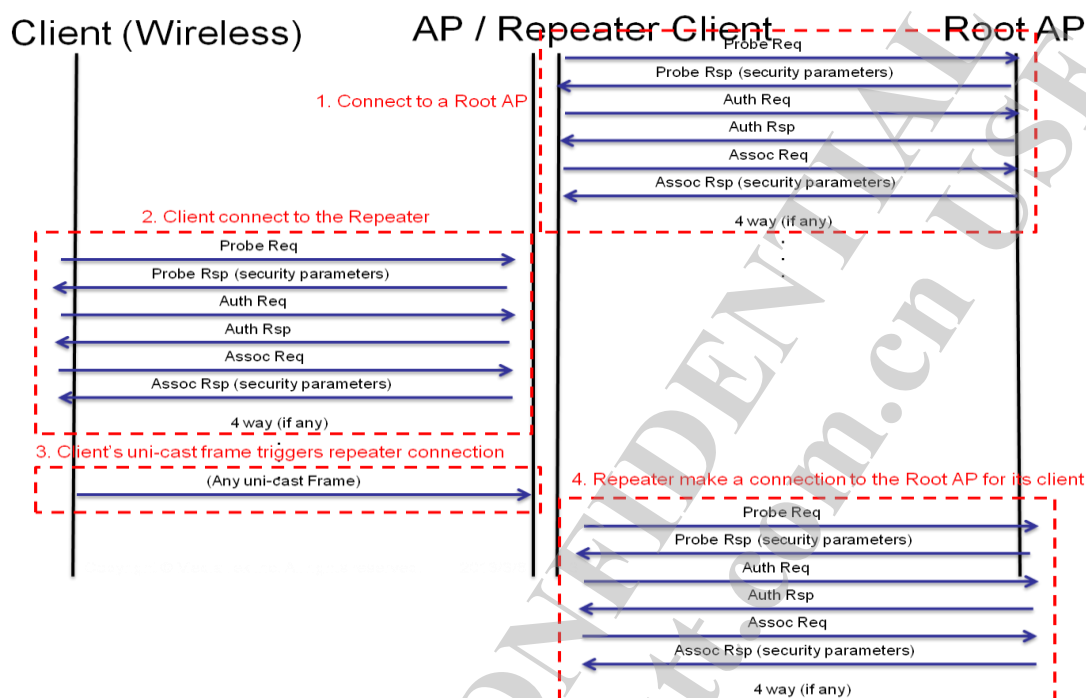 Client (Wireless)
AP / Repeater Client
Root AP
1. Connect to a Root AP
Probe Req
Probe Rsp (security parameters)
Auth Req
Auth Rsp
Assoc Req
Assoc Rsp (security parameters)
4 way (if any)
2. Client connect to the Repeater
Probe Req
Probe Rsp (security parameters)
Auth Req
Auth Rsp
Assoc Req
Assoc Rsp (security parameters)
4 way (if any)
3. Client's uni-cast frame triggers repeater connection
(Any uni-cast Frame)
4. Repeater make a connection to the Root AP for its client
Probe Req
Probe Rsp (security parameters)
Auth Req
Auth Rsp
Assoc Req
Assoc Rsp (security parameters)
4 way (if any)
ONFIDENTIAL
tt.com.cn USE